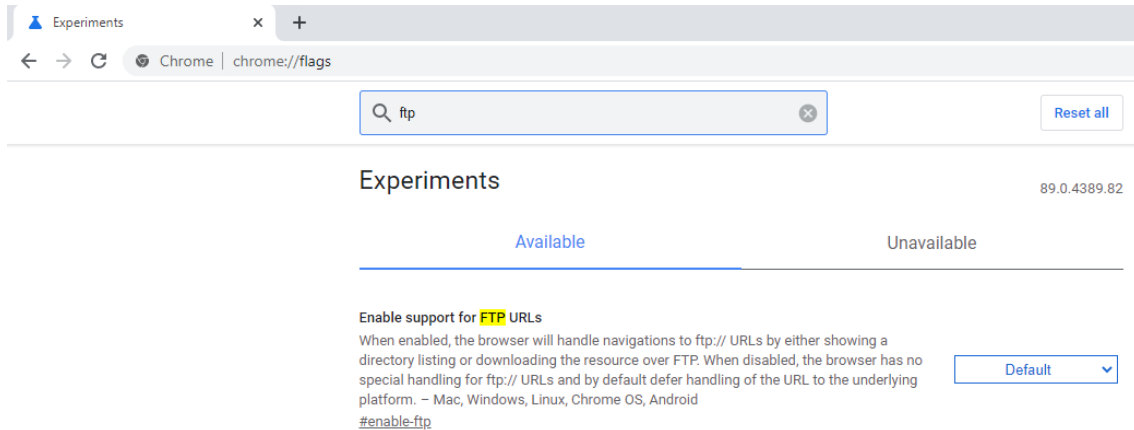 Experiments
Chrome | chrome://flags
ftp
Reset all
Experiments
89.0.4389.82
Available
Unavailable
Enable support for FTP URLs
When enabled, the browser will handle navigations to ftp:// URLs by either showing a
directory listing or downloading the resource over FTP. When disabled, the browser has no
special handling for ftp:// URLs and by default defer handling of the URL to the underlying
platform. – Mac, Windows, Linux, Chrome OS, Android
#enable-ftp
Default